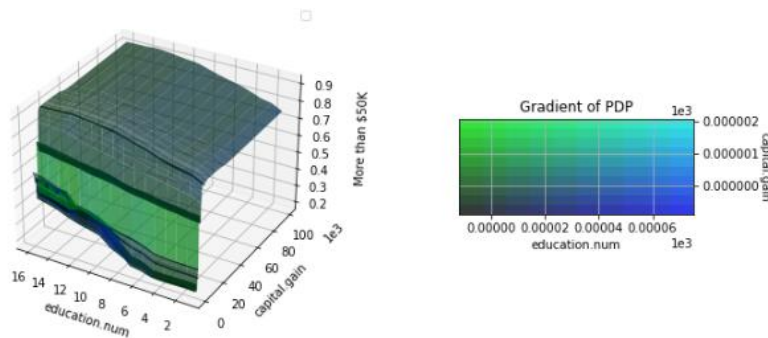 0.9
0.8
0.7
0.6
0.5
0.4
0.3
0.2
More than $50K
100 1e3
80
60
40
20
0
capital.gain
16 14 12 10 8 6 4 2
education.num
Gradient of PDP
1e3
0.000002
0.000001
0.000000
capital.gain
0.00000 0.00002 0.00004 0.00006
education.num 1e3